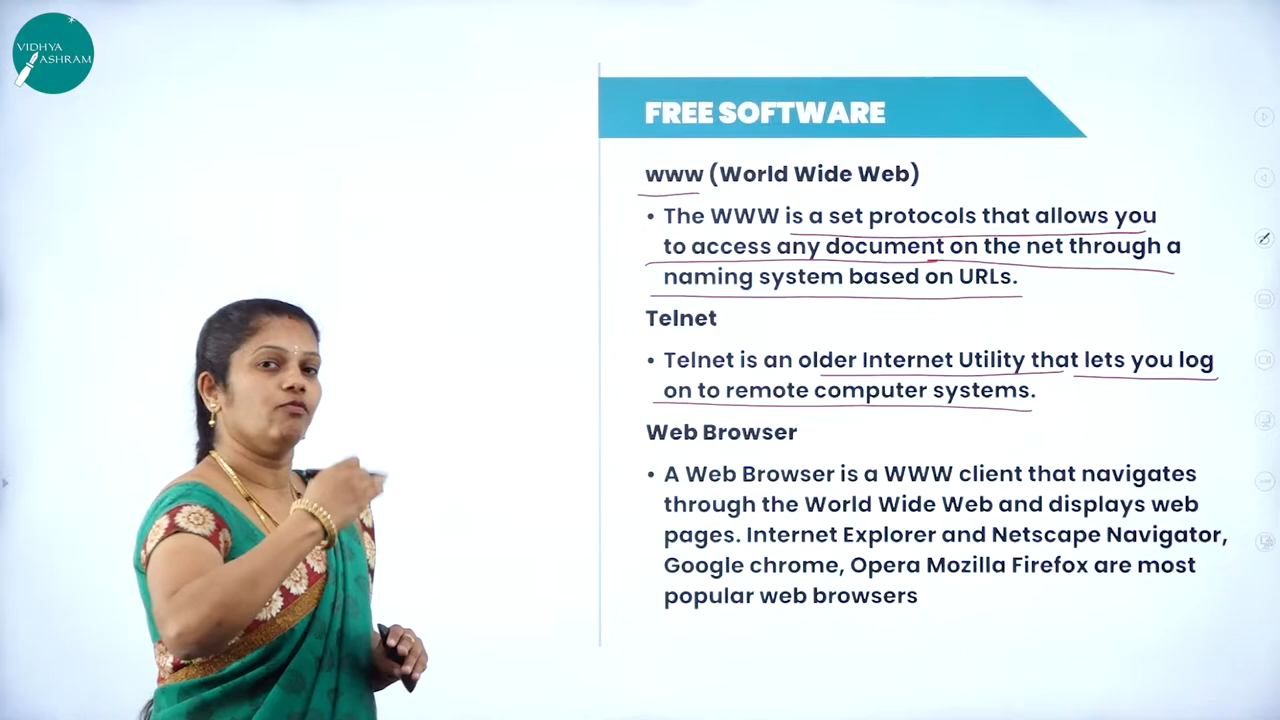 VIDHYA
ASHRAM
FREE SOFTWARE
www (World Wide Web)
• The WWW is a set protocols that allows you
to access any document on the net through a
naming system based on URLs.
Telnet
• Telnet is an older Internet Utility that lets you log
on to remote computer systems.
Web Browser
• A Web Browser is a WWW client that navigates
through the World Wide Web and displays web
pages. Internet Explorer and Netscape Navigator,
Google chrome, Opera Mozilla Firefox are most
popular web browsers